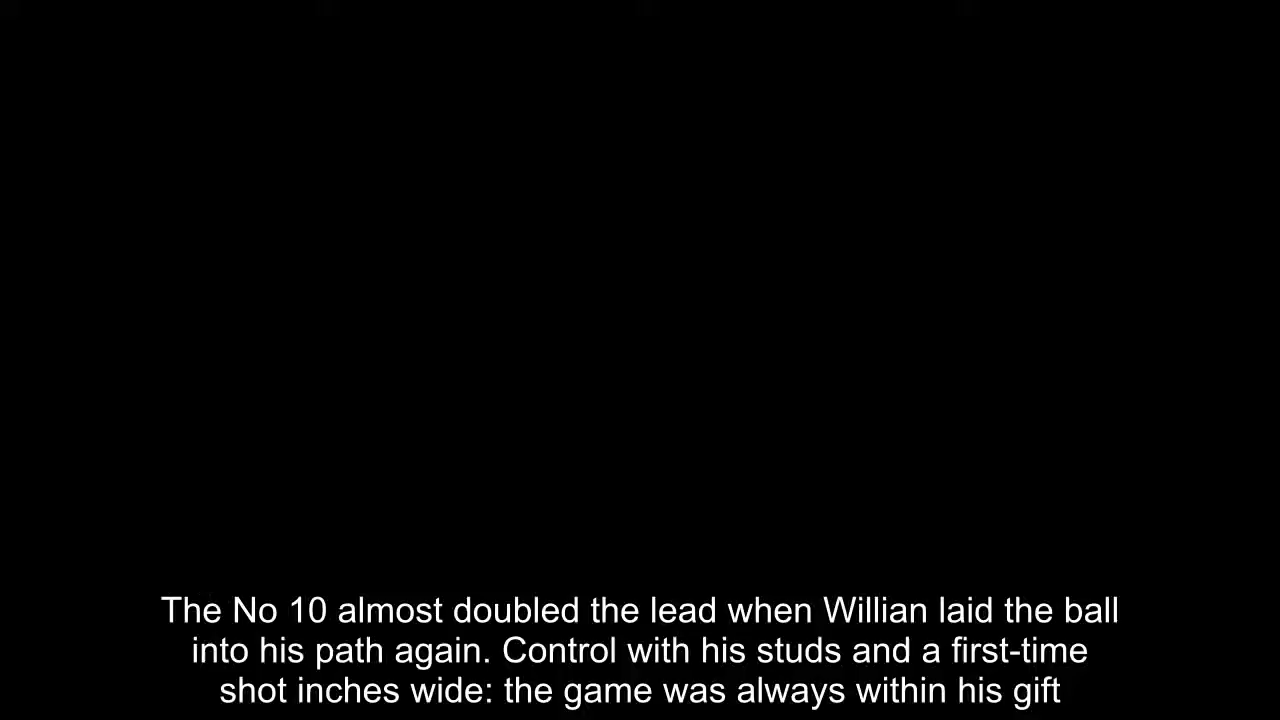 The No 10 almost doubled the lead when Willian laid the ball
into his path again. Control with his studs and a first-time
shot inches wide: the game was always within his gift